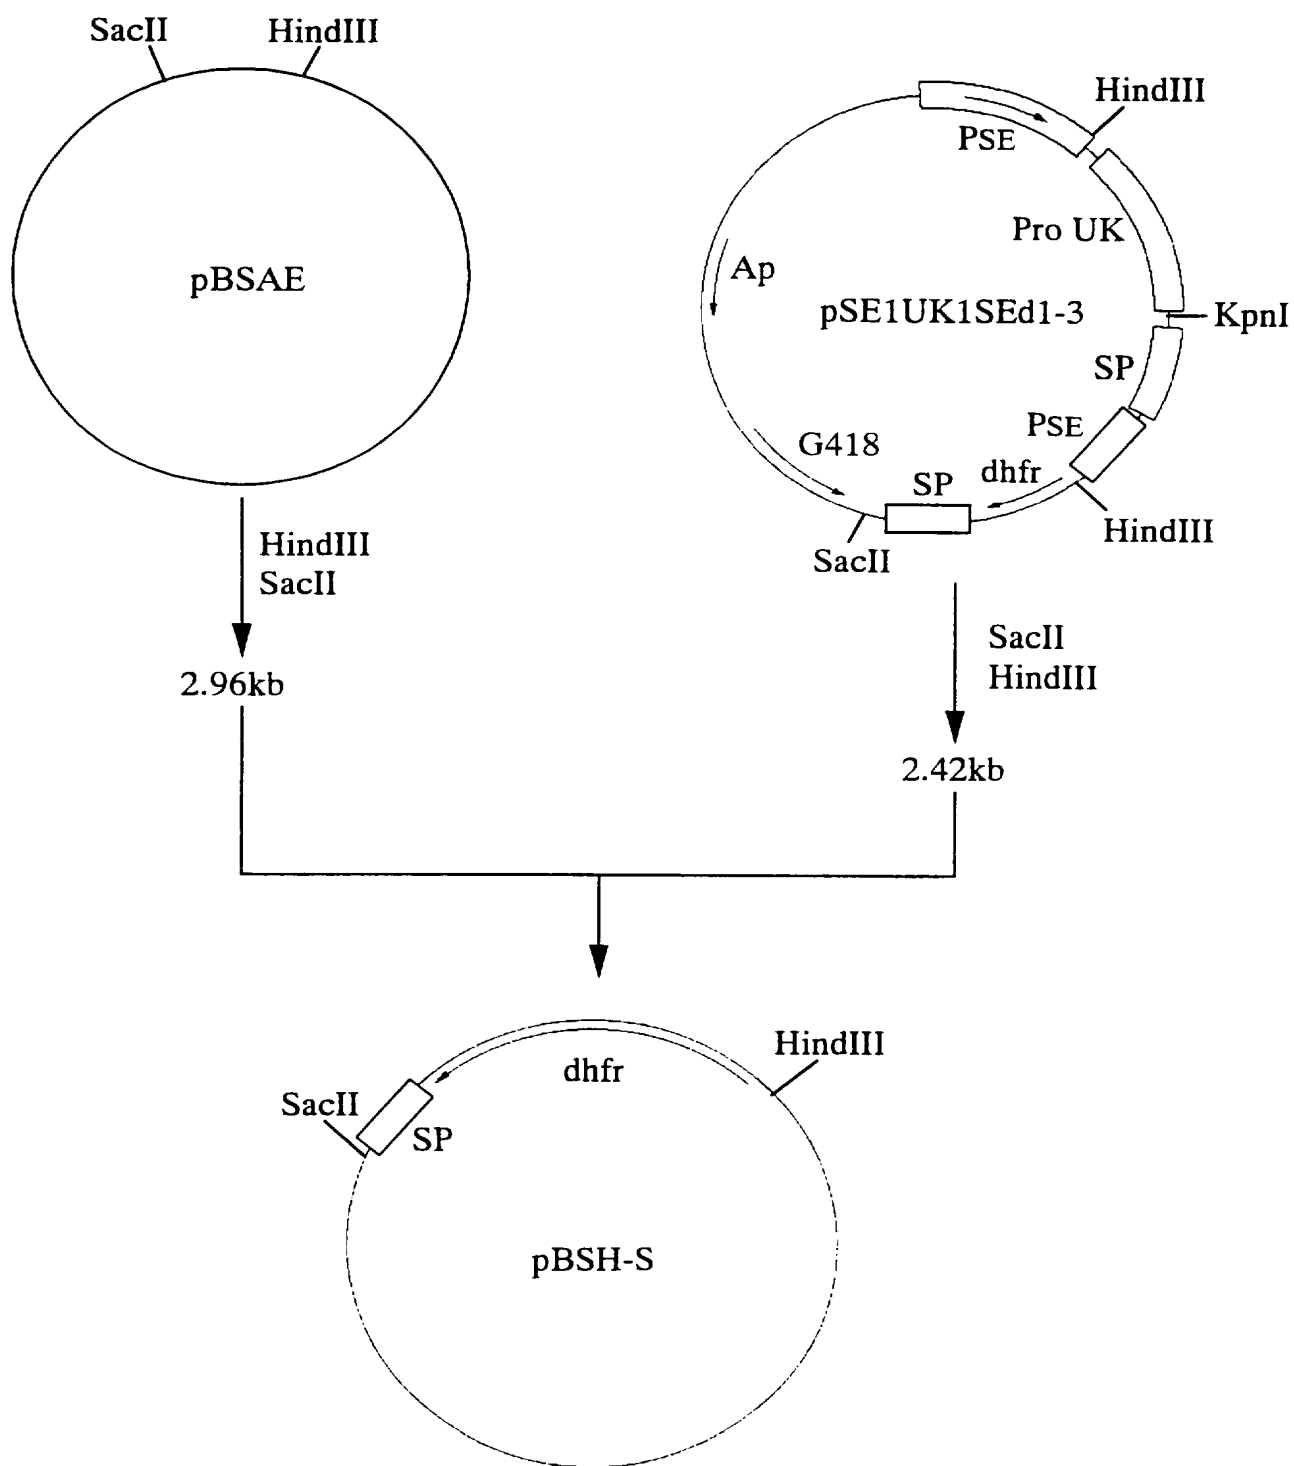 SacII
HindIII
pBSAE
HindIII
SacII
2.96kb
HindIII
PSE
Pro UK
Ap
pSE1UK1SEd1-3
KpnI
SP
PSE
G418
dhfr
SP
HindIII
SacII
SacII
HindIII
2.42kb
HindIII
dhfr
SacII
SP
pBSH-S